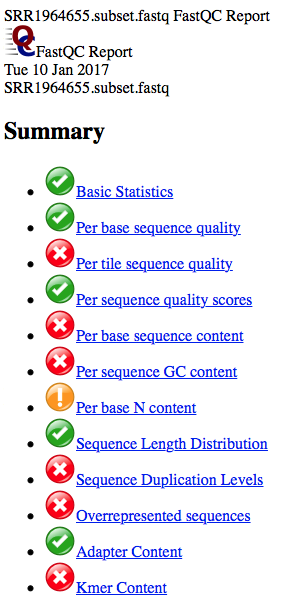 SRR1964655.subset.fastq FastQC Report
QC FastQC Report
Tue 10 Jan 2017
SRR1964655.subset.fastq
Summary
Basic Statistics
Per base sequence quality
Per tile sequence quality
Per sequence quality scores
Per base sequence content
Per sequence GC content
Per base N content
Sequence Length Distribution
Sequence Duplication Levels
Overrepresented sequences
Adapter Content
Kmer Content